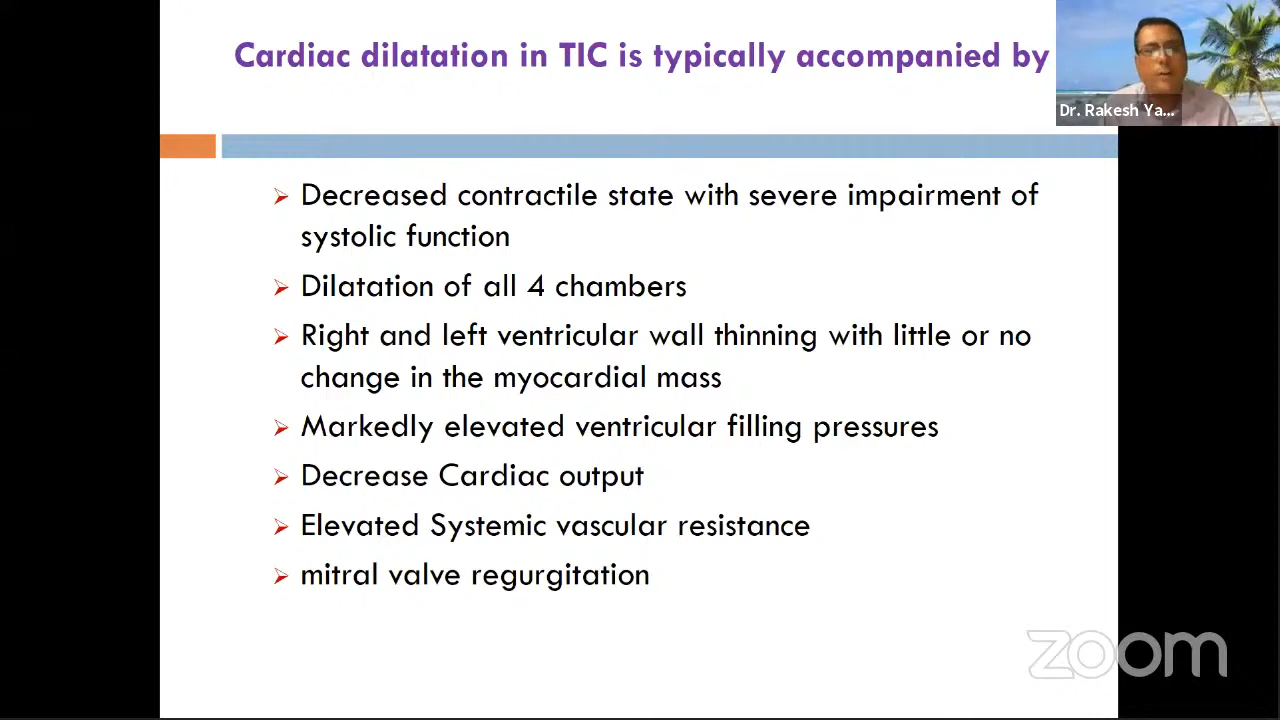 Cardiac dilatation in TIC is typically accompanied by
Dr. Rakesh Ya...
➢ Decreased contractile state with severe impairment of
systolic function
➢ Dilatation of all 4 chambers
➢ Right and left ventricular wall thinning with little or no
change in the myocardial mass
➢ Markedly elevated ventricular filling pressures
➢ Decrease Cardiac output
➢ Elevated Systemic vascular resistance
➢ mitral valve regurgitation
zoom